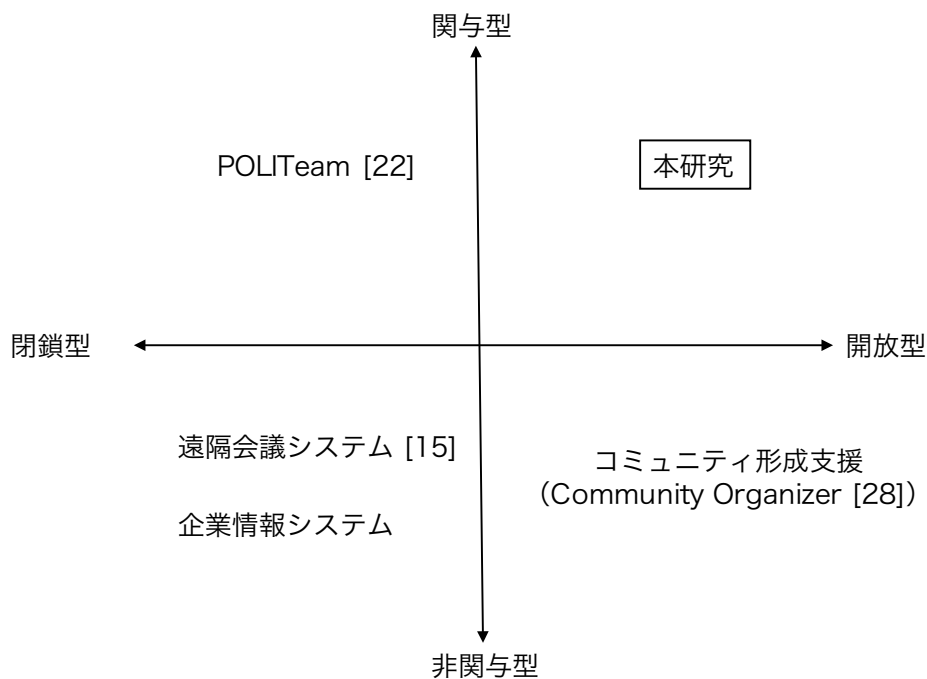 関与型
POLITeam [22]
本研究
閉鎖型
開放型
遠隔会議システム [15]
コミュニティ形成支援
（Community Organizer [28]）
企業情報システム
非関与型